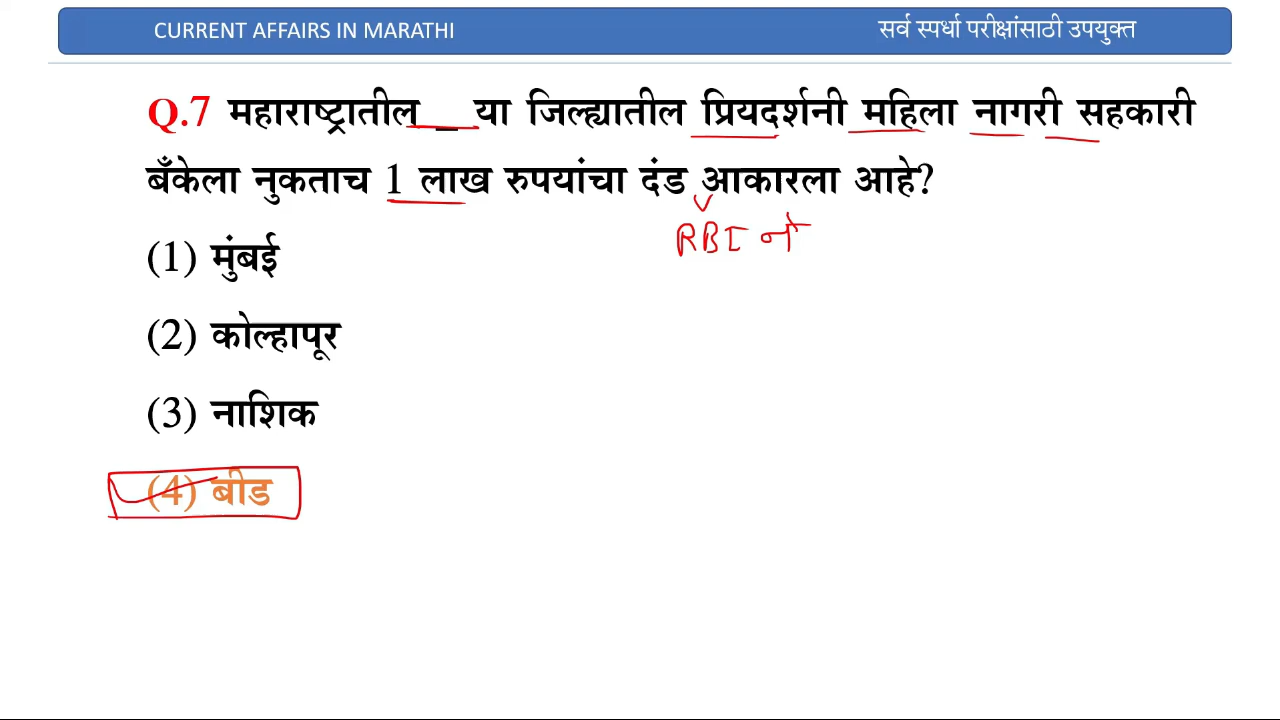 CURRENT AFFAIRS IN MARATHI सर्व स्पर्धा परीक्षांसाठी उपयुक्त
Q.7 महाराष्ट्रातील _ या जिल्ह्यातील प्रियदर्शनी महिला नागरी सहकारी
बँकेला नुकताच 1 लाख रुपयांचा दंड आकारला आहे?
RBI ने
(1) मुंबई
(2) कोल्हापूर
(3) नाशिक
(4) बीड